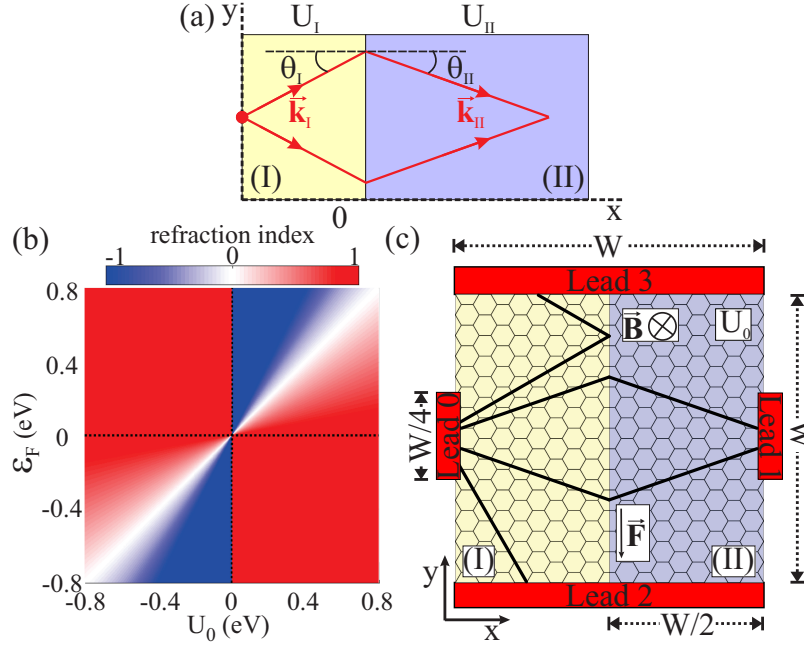 (a)
y
U_I
U_II
θ_I
θ_II
k_I
k_II
(I)
(II)
0
x
(b)
refraction index
-1
0
1
0.8
0.4
0
-0.4
-0.8
ε_F (eV)
-0.8
-0.4
0
0.4
0.8
U_0 (eV)
(c)
W
Lead 3
B
U_0
W/4
Lead 0
Lead 1
W
F
(I)
(II)
y
Lead 2
x
W/2